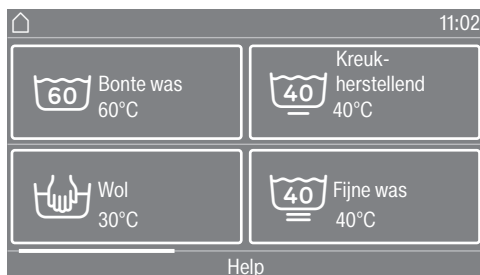 11:02
60
Bonte was
60°C
40
Kreuk-
herstellend
40°C
Wol
30°C
40
Fijne was
40°C
Help